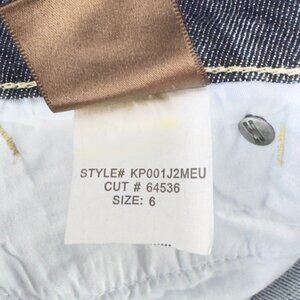 STYLE# KP001J2MEU
CUT # 64536
SIZE: 6